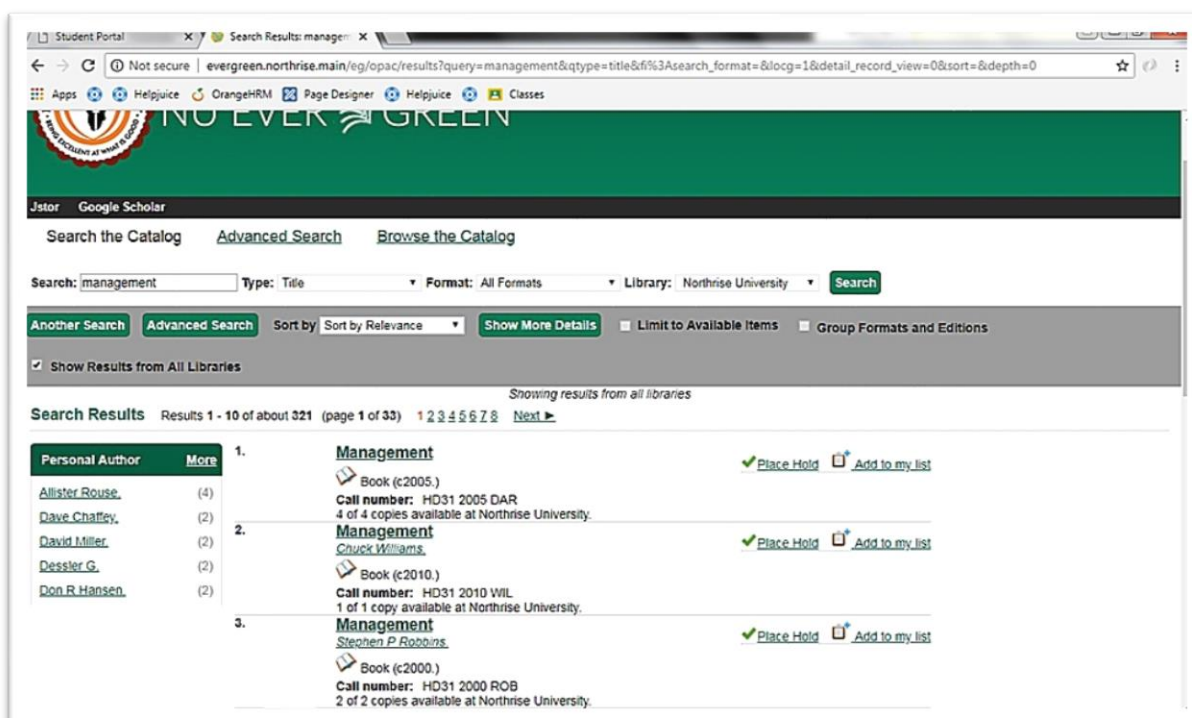 Student Portal
Search Results: managem
Not secure | evergreen.northrise.main/eg/opac/results?query=management&qtype=title&fi%3Asearch_format=&locg=1&detail_record_view=0&sort=&depth=0
Apps Helpjuice OrangeHRM Page Designer Helpjuice Classes
BEING EXCELLENT AT WHAT IS GOOD
NU EVER GREEN
Jstor Google Scholar
Search the Catalog Advanced Search Browse the Catalog
Search: management Type: Title Format: All Formats Library: Northrise University Search
Another Search Advanced Search Sort by Sort by Relevance Show More Details Limit to Available Items Group Formats and Editions
Show Results from All Libraries
Showing results from all libraries
Search Results Results 1 - 10 of about 321 (page 1 of 33) 1 2 3 4 5 6 7 8 Next ►
Personal Author More
Allister Rouse. (4)
Dave Chaffey. (2)
David Miller. (2)
Dessler G. (2)
Don R Hansen. (2)
1. Management
Place Hold Add to my list
Book (c2005.)
Call number: HD31 2005 DAR
4 of 4 copies available at Northrise University.
2. Management
Chuck Williams.
Place Hold Add to my list
Book (c2010.)
Call number: HD31 2010 WIL
1 of 1 copy available at Northrise University.
3. Management
Stephen P Robbins.
Place Hold Add to my list
Book (c2000.)
Call number: HD31 2000 ROB
2 of 2 copies available at Northrise University.